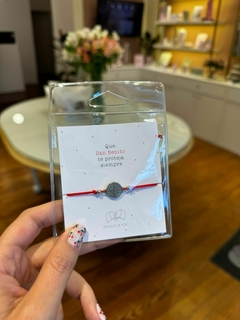 Que
San Benito
te proteja
siempre